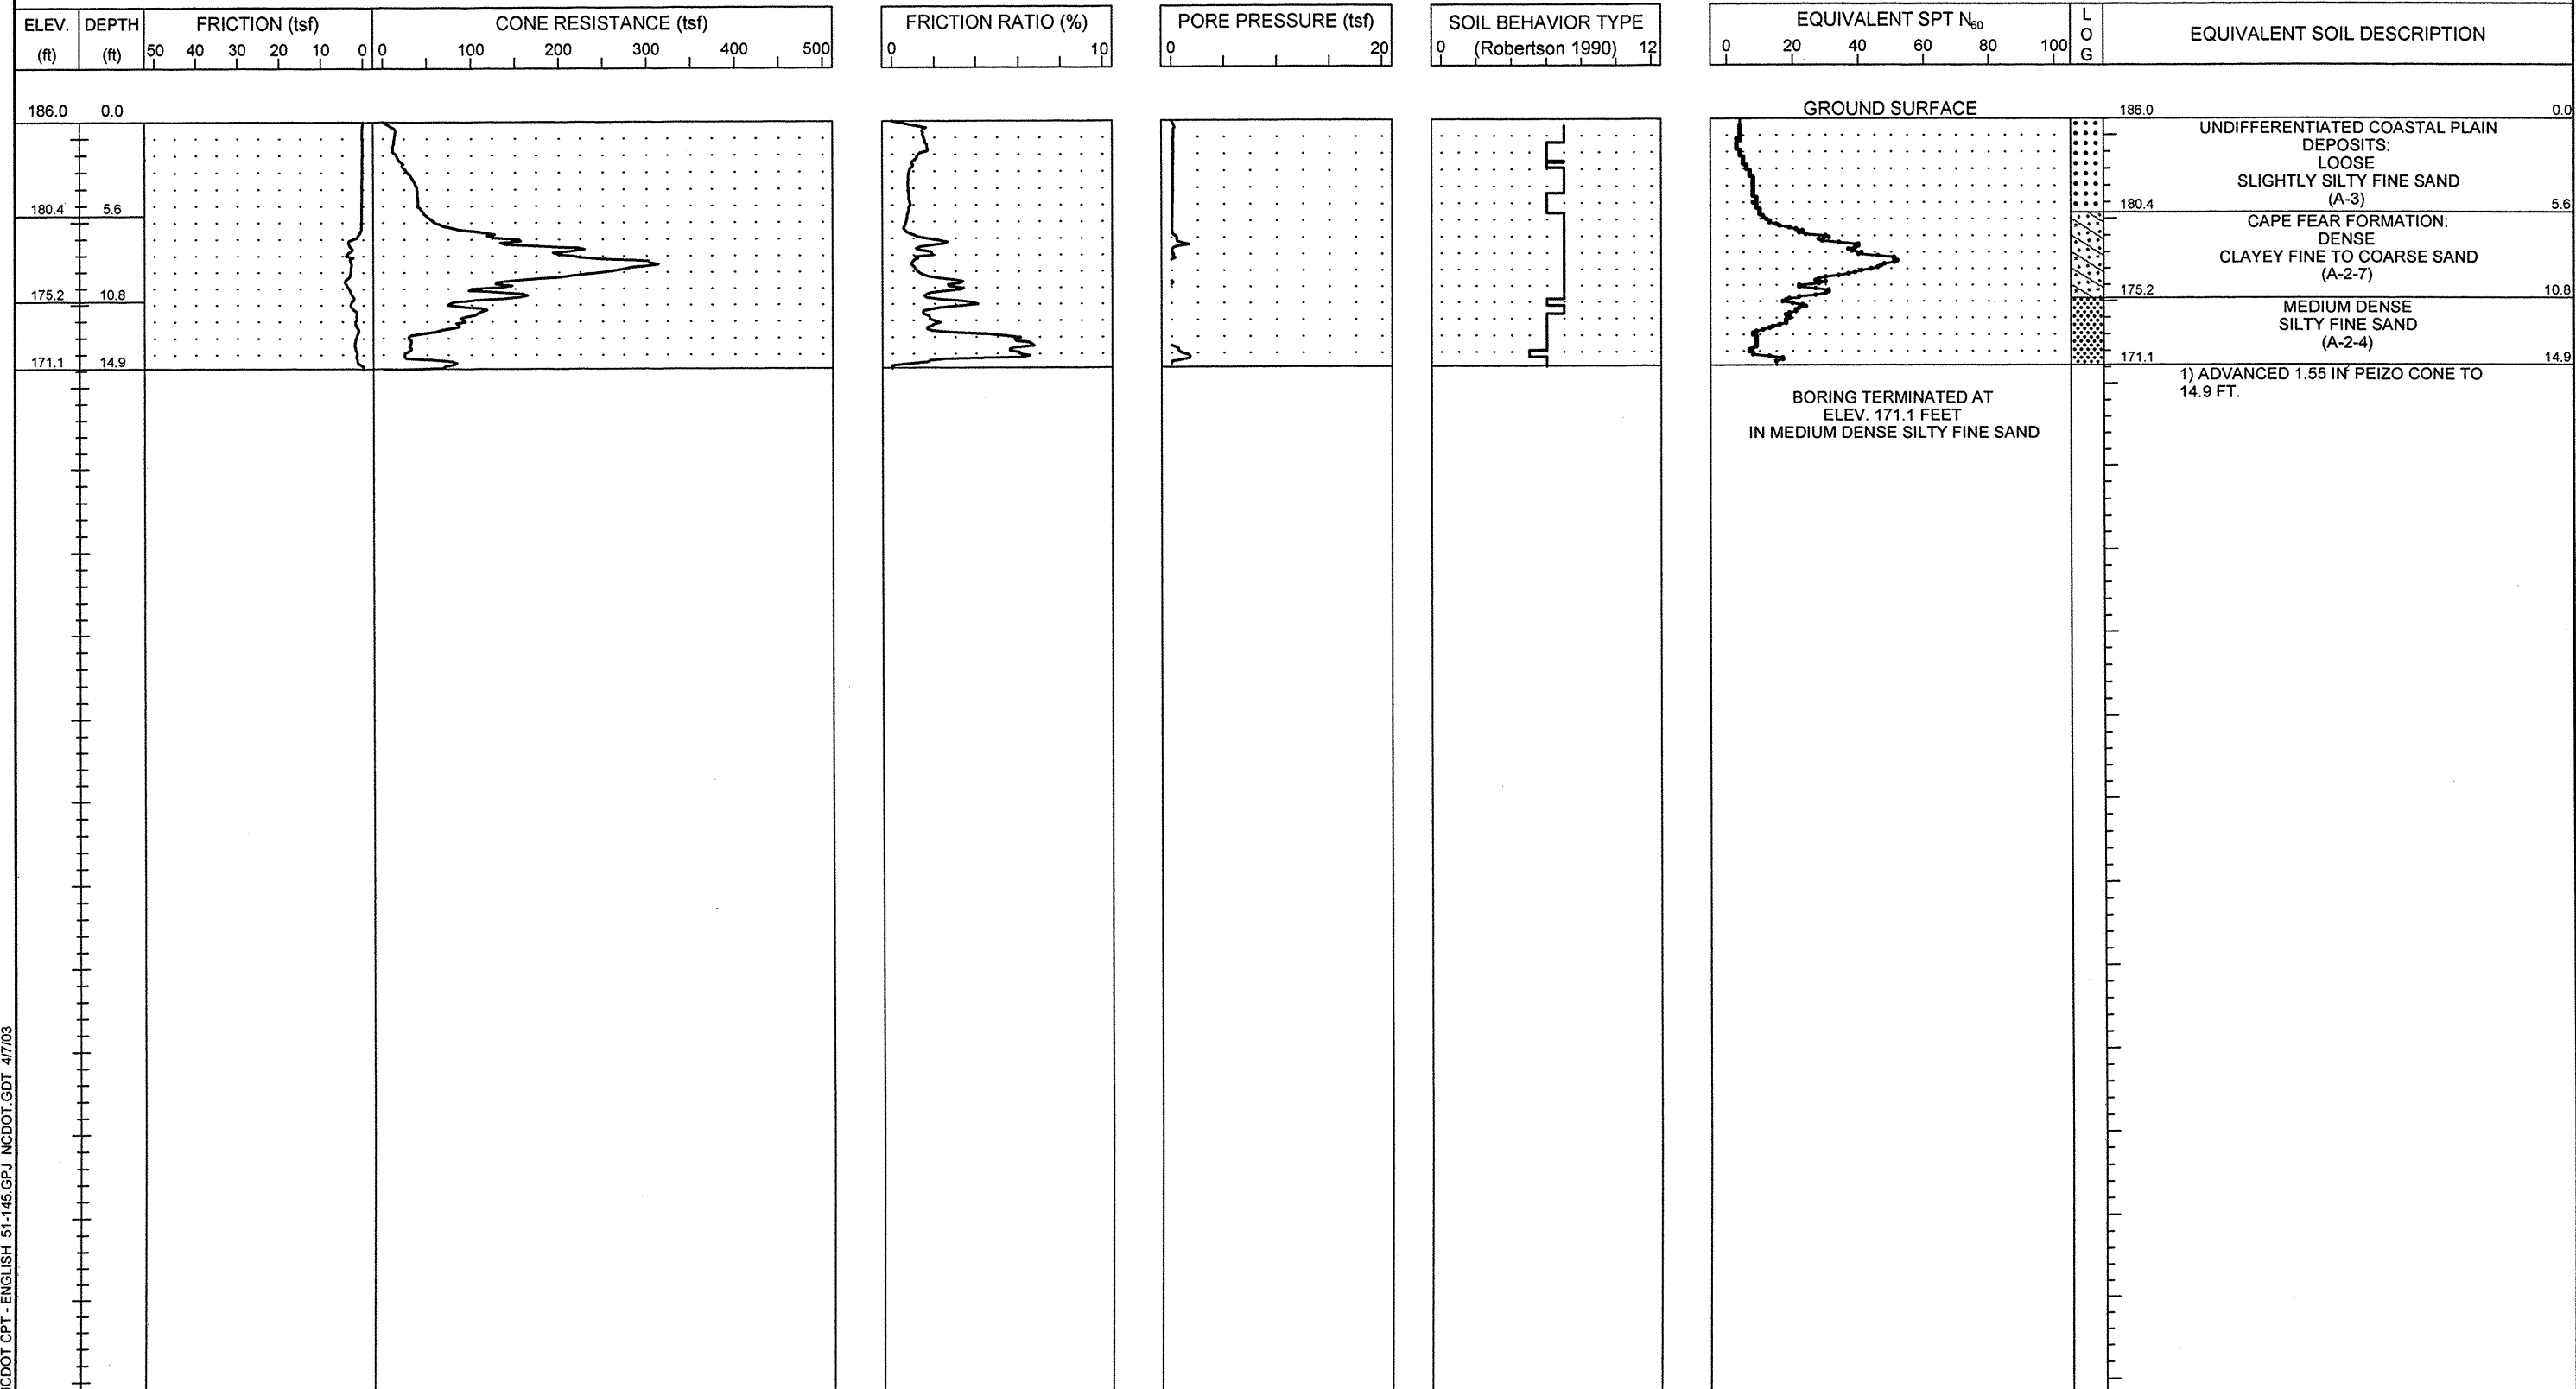 ELEV. DEPTH FRICTION (tsf) CONE RESISTANCE (tsf) FRICTION RATIO (%) PORE PRESSURE (tsf) SOIL BEHAVIOR TYPE EQUIVALENT SPT N60 L
(ft) (ft) 50 40 30 20 10 0 0 100 200 300 400 500 0 10 0 20 0 (Robertson 1990) 12 0 20 40 60 80 100 O EQUIVALENT SOIL DESCRIPTION
G
186.0 0.0 GROUND SURFACE 186.0 0.0
UNDIFFERENTIATED COASTAL PLAIN
DEPOSITS:
LOOSE
SLIGHTLY SILTY FINE SAND
180.4 5.6 (A-3) 180.4 5.6
CAPE FEAR FORMATION:
DENSE
CLAYEY FINE TO COARSE SAND
(A-2-7)
175.2 10.8 175.2 10.8
MEDIUM DENSE
SILTY FINE SAND
(A-2-4)
171.1 14.9 171.1 14.9
1) ADVANCED 1.55 IN PEIZO CONE TO
14.9 FT.
BORING TERMINATED AT
ELEV. 171.1 FEET
IN MEDIUM DENSE SILTY FINE SAND
CPT - ENGLISH 51-145.GPJ NCDOT.GDT 4/7/03